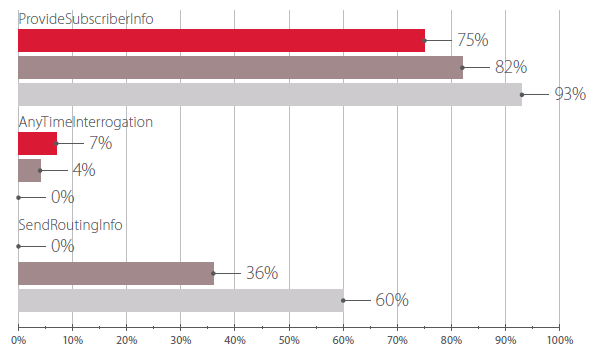 ProvideSubscriberInfo
75%
82%
93%
AnyTimeInterrogation
7%
4%
0%
SendRoutingInfo
0%
36%
60%
0% 10% 20% 30% 40% 50% 60% 70% 80% 90% 100%